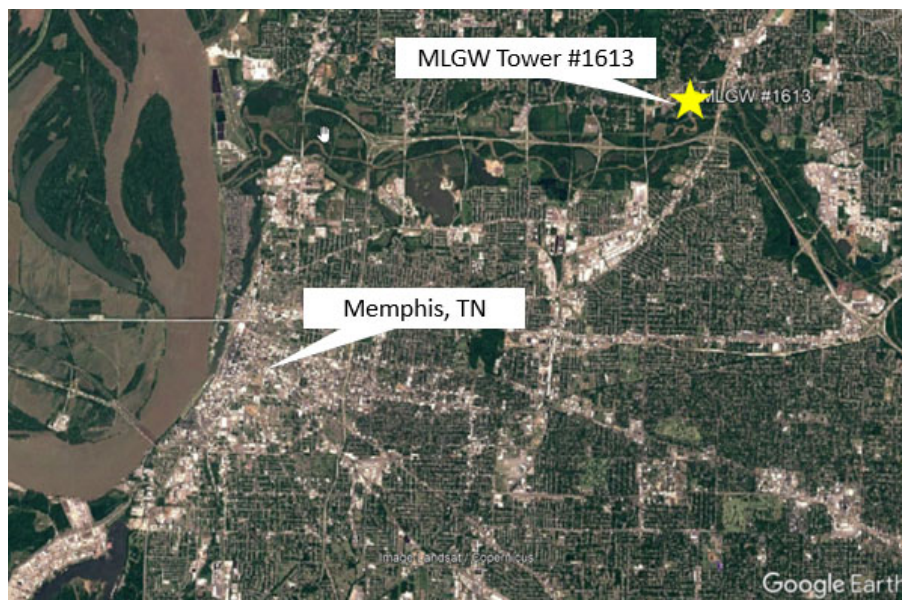 MLGW Tower #1613
MLGW #1613
Memphis, TN
Image Landsat / Copernicus
Google Earth